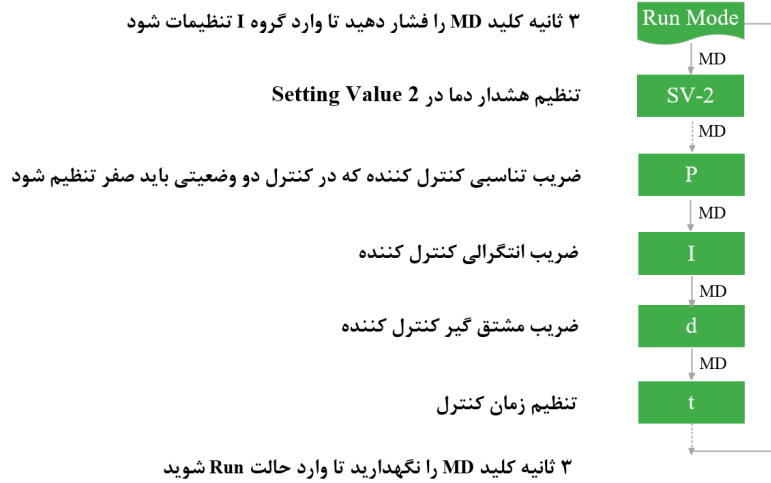 ۳ ثانیه کلید MD را فشار دهید تا وارد گروه I تنظیمات شود
Run Mode
MD
تنظیم هشدار دما در Setting Value 2
SV-2
MD
ضریب تناسبی کنترل کننده که در کنترل دو وضعیتی باید صفر تنظیم شود
P
MD
ضریب انتگرالی کنترل کننده
I
MD
ضریب مشتق گیر کنترل کننده
d
MD
تنظیم زمان کنترل
t
۳ ثانیه کلید MD را نگهدارید تا وارد حالت Run شوید